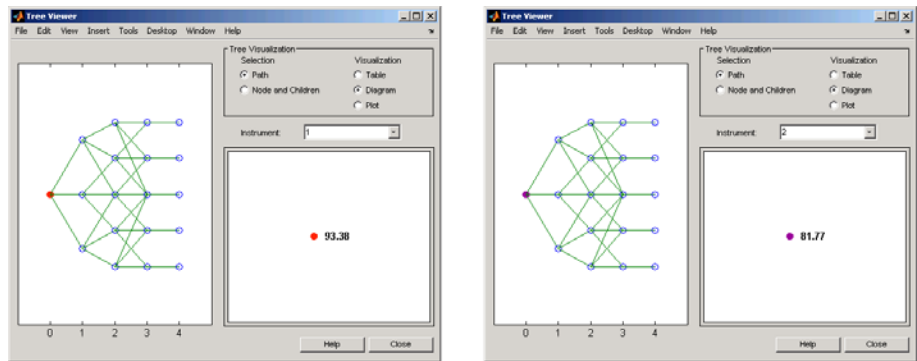 Tree Viewer
File Edit View Insert Tools Desktop Window Help
Tree Visualization
Selection Visualization
Path Table
Node and Children Diagram
Plot
Instrument: 1
93.38
0 1 2 3 4
Help Close
Tree Viewer
File Edit View Insert Tools Desktop Window Help
Tree Visualization
Selection Visualization
Path Table
Node and Children Diagram
Plot
Instrument: 2
81.77
0 1 2 3 4
Help Close